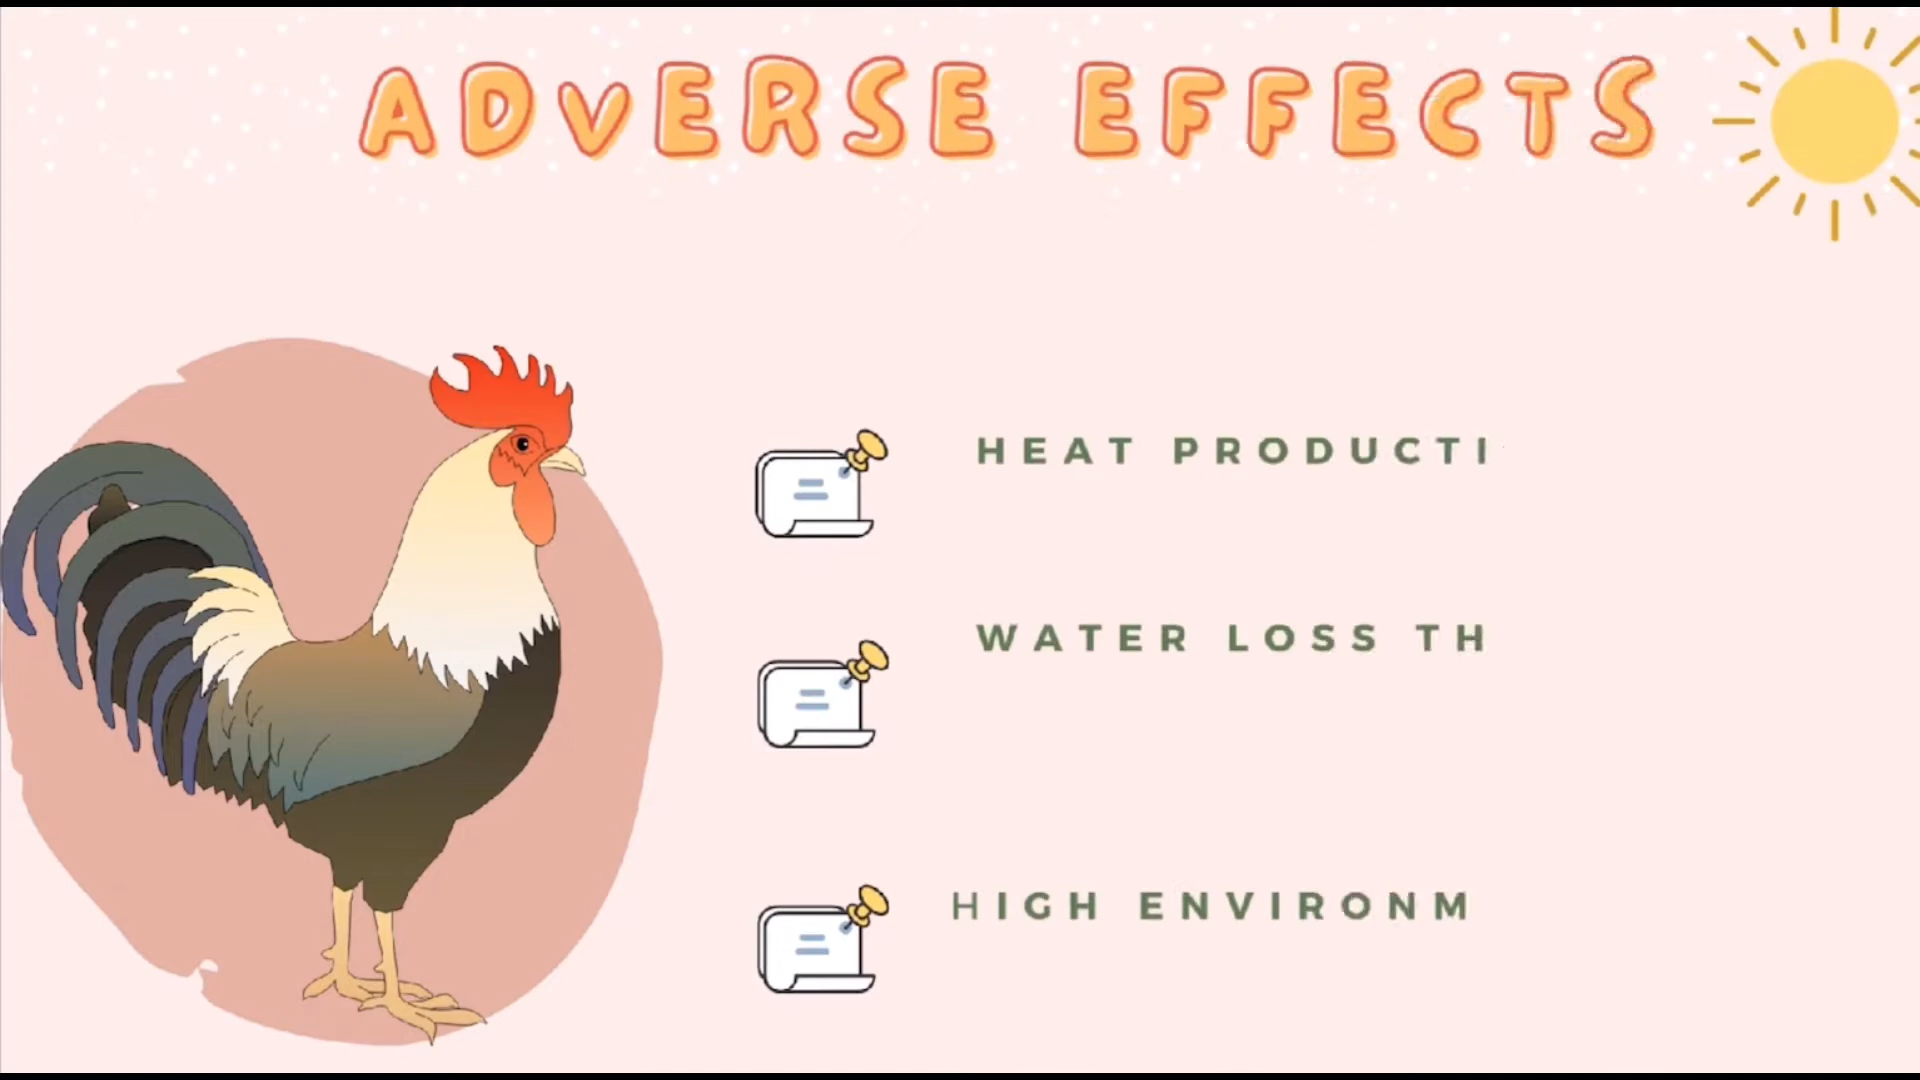 ADVERSE EFFECTS
HEAT PRODUCTI
WATER LOSS TH
HIGH ENVIRONM